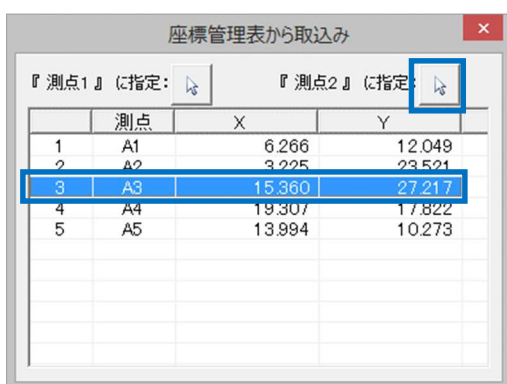 座標管理表から取込み
『 測点1 』 に指定: 『 測点2 』 に指定:
測点 X Y
1 A1 6.266 12.049
2 A2 3.225 23.521
3 A3 15.360 27.217
4 A4 19.307 17.822
5 A5 13.994 10.273